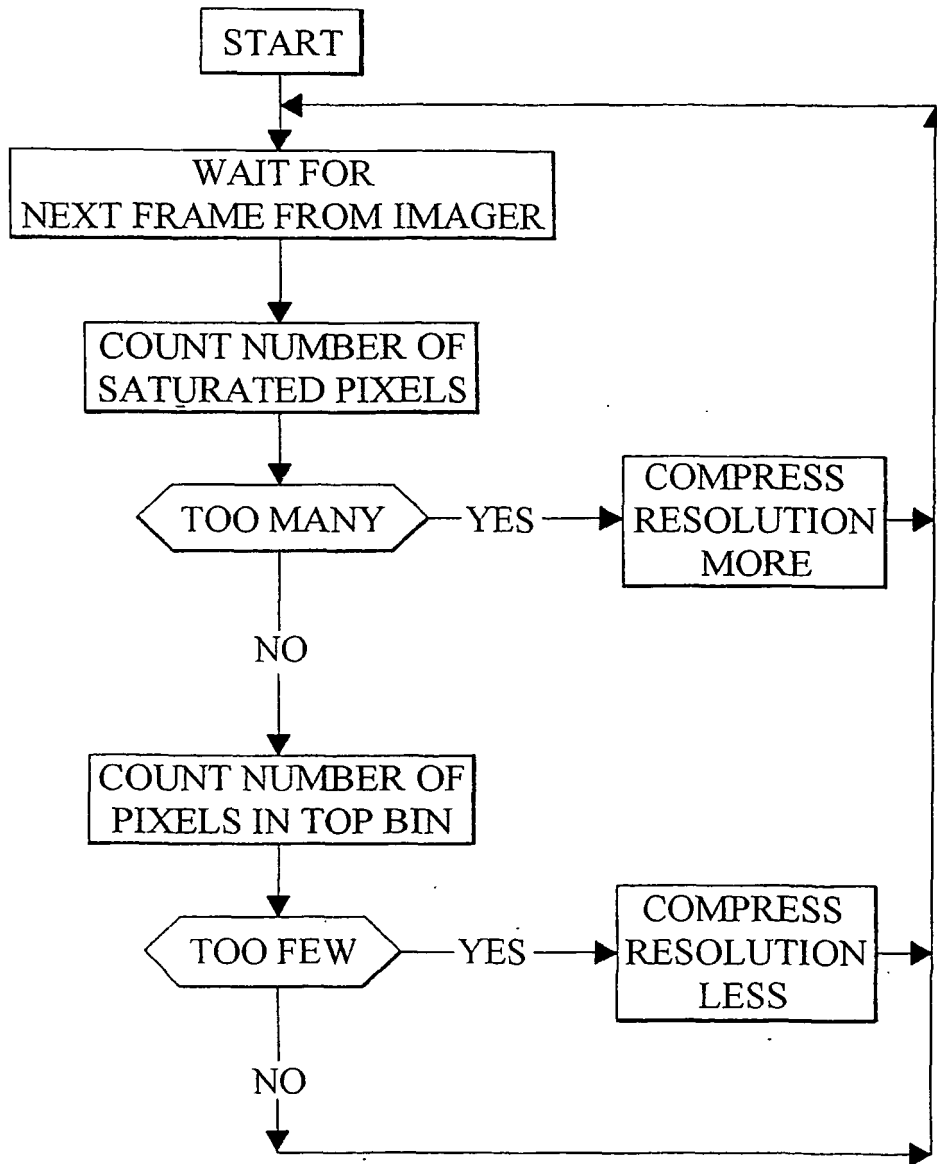 START
WAIT FOR
NEXT FRAME FROM IMAGER
COUNT NUMBER OF
SATURATED PIXELS
TOO MANY
YES
COMPRESS
RESOLUTION
MORE
NO
COUNT NUMBER OF
PIXELS IN TOP BIN
TOO FEW
YES
COMPRESS
RESOLUTION
LESS
NO